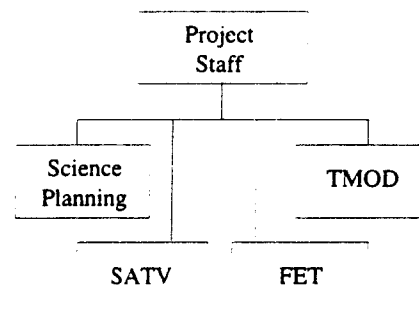 Project
Staff
Science
Planning
TMOD
SATV
FET